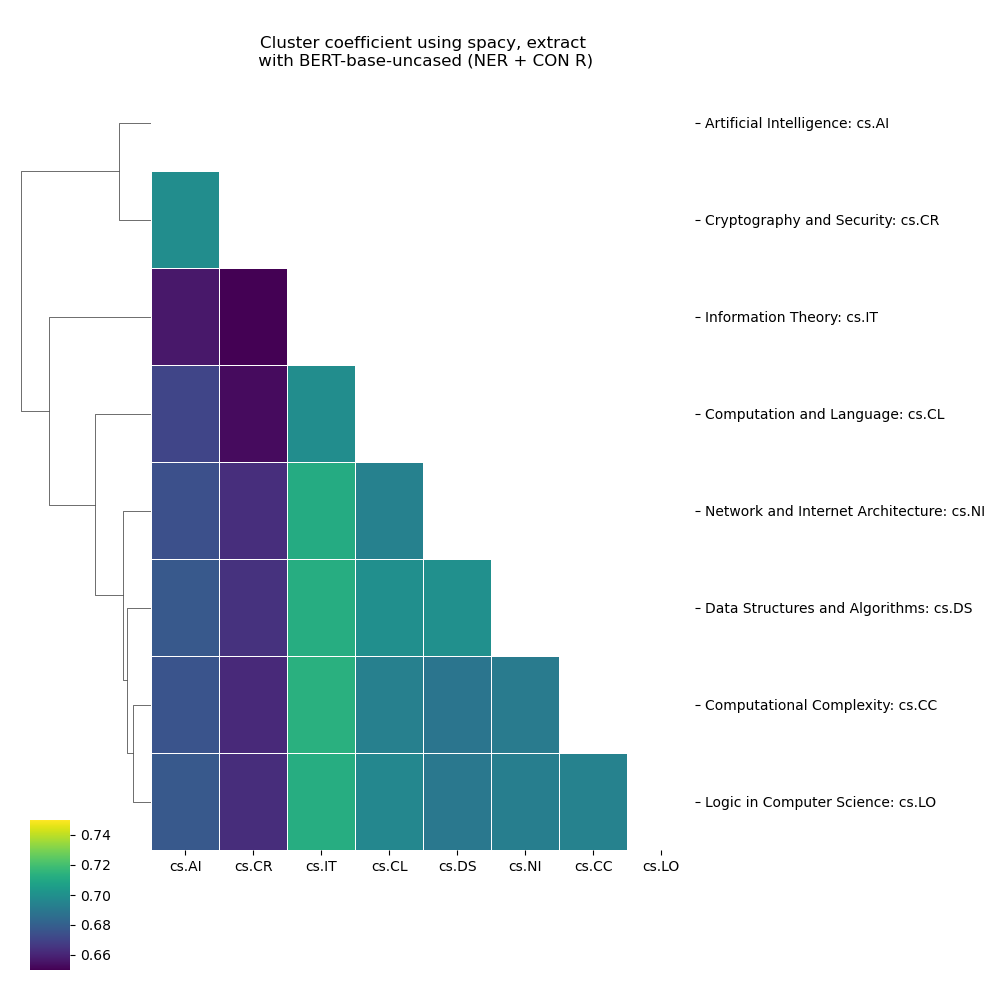 Cluster coefficient using spacy, extract
with BERT-base-uncased (NER + CON R)
Artificial Intelligence: cs.AI
Cryptography and Security: cs.CR
Information Theory: cs.IT
Computation and Language: cs.CL
Network and Internet Architecture: cs.NI
Data Structures and Algorithms: cs.DS
Computational Complexity: cs.CC
Logic in Computer Science: cs.LO
cs.AI cs.CR cs.IT cs.CL cs.DS cs.NI cs.CC cs.LO
0.74
0.72
0.70
0.68
0.66